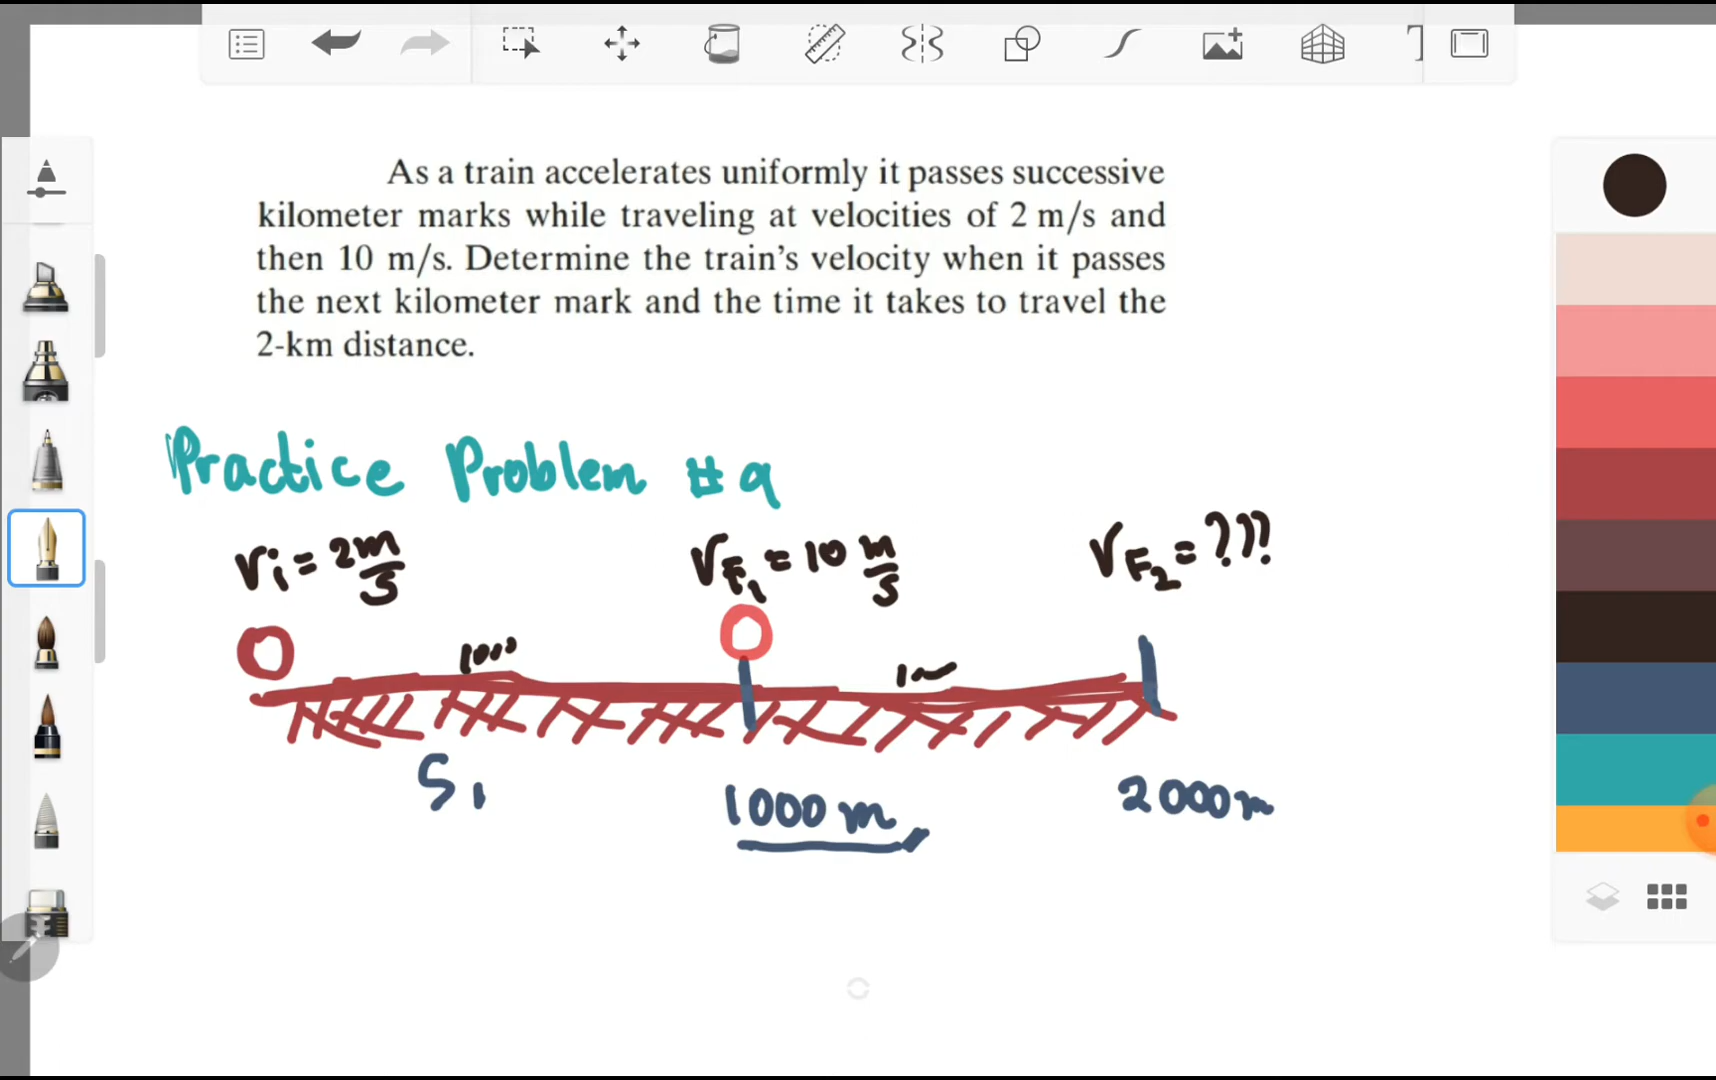 As a train accelerates uniformly it passes successive
kilometer marks while traveling at velocities of 2 m/s and
then 10 m/s. Determine the train's velocity when it passes
the next kilometer mark and the time it takes to travel the
2-km distance.
Practice Problem #9
Vi = 2 m/s
VF1 = 10 m/s
VF2 = ???
1000
S1
1000 m
2000 m